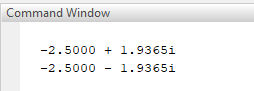 Command Window
-2.5000 + 1.9365i
-2.5000 - 1.9365i